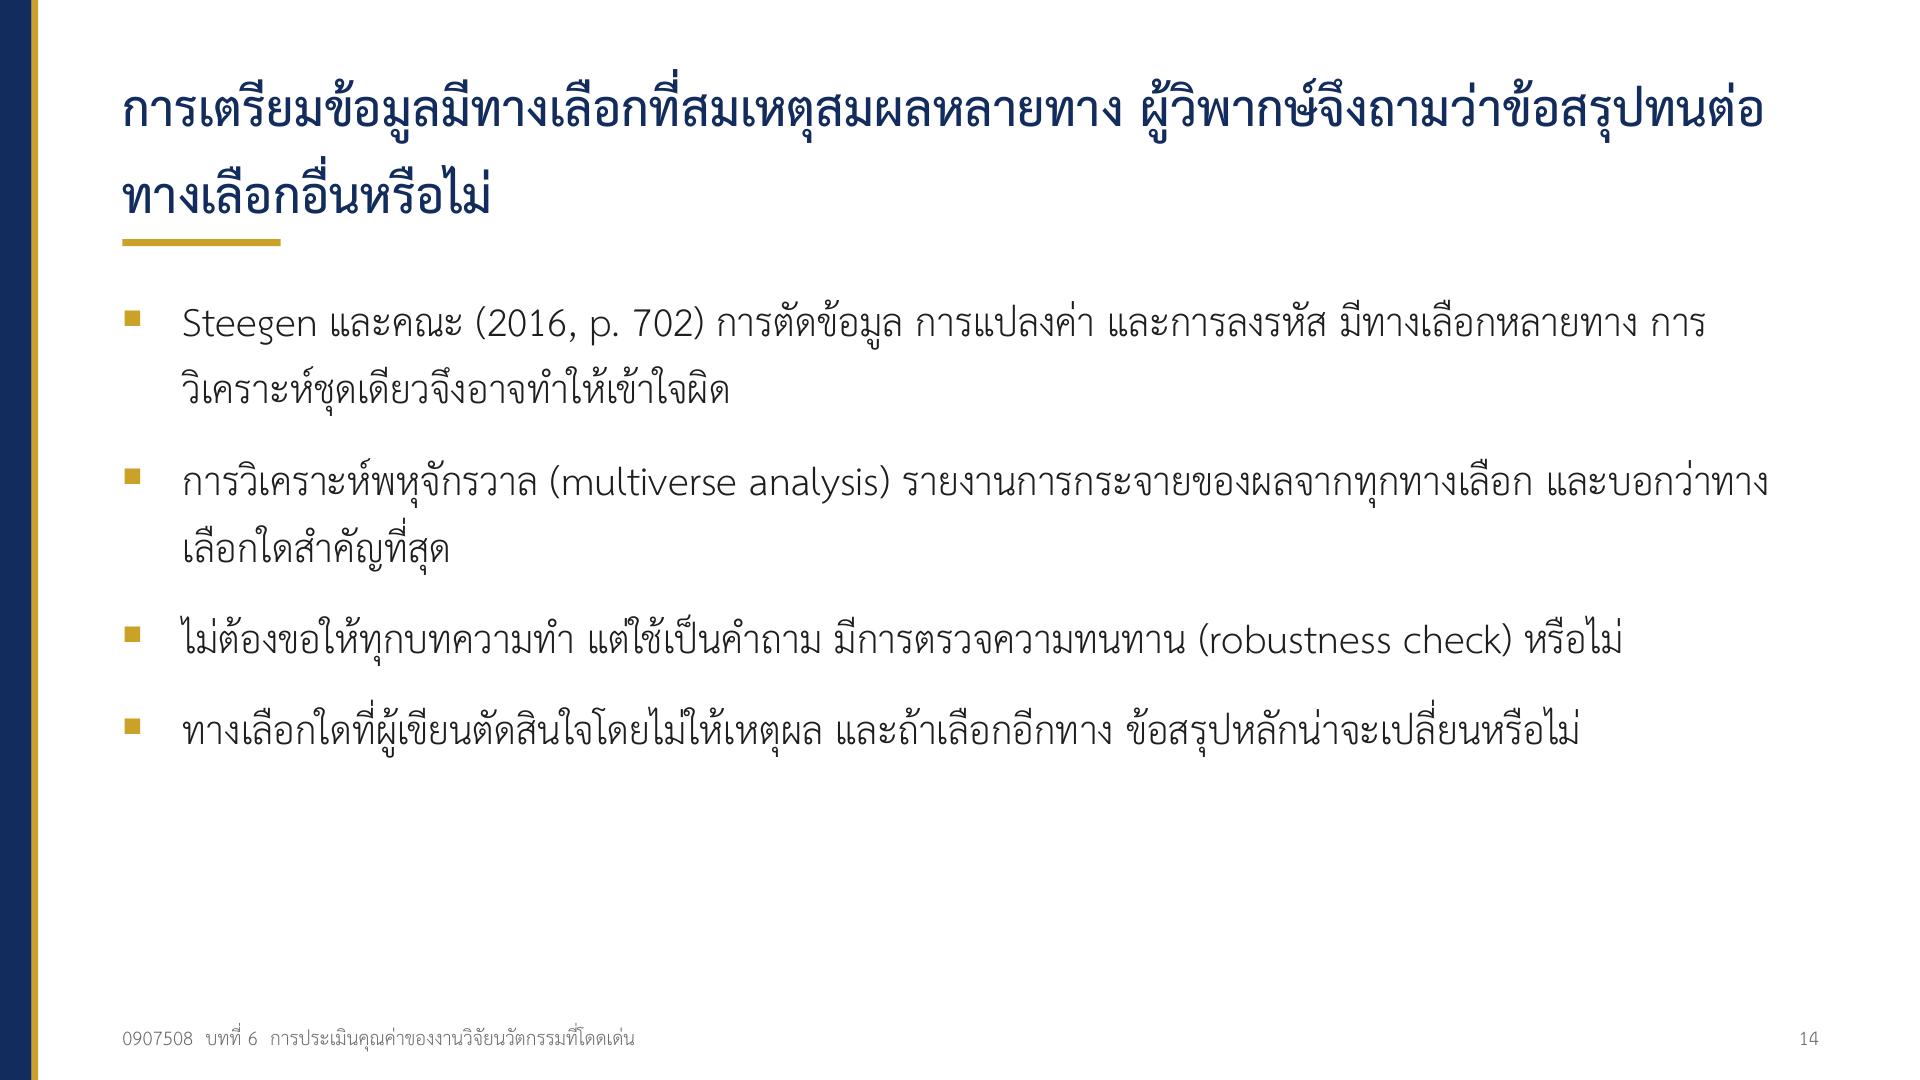 การเตรียมข้อมูลมีทางเลือกที่สมเหตุสมผลหลายทาง ผู้วิพากษ์จึงถามว่าข้อสรุปทนต่อ
ทางเลือกอื่นหรือไม่
Steegen และคณะ (2016, p. 702) การตัดข้อมูล การแปลงค่า และการลงรหัส มีทางเลือกหลายทาง การ
วิเคราะห์ชุดเดียวจึงอาจทำให้เข้าใจผิด
การวิเคราะห์พหุจักรวาล (multiverse analysis) รายงานการกระจายของผลจากทุกทางเลือก และบอกว่าทาง
เลือกใดสำคัญที่สุด
ไม่ต้องขอให้ทุกบทความทำ แต่ใช้เป็นคำถาม มีการตรวจความทนทาน (robustness check) หรือไม่
ทางเลือกใดที่ผู้เขียนตัดสินใจโดยไม่ให้เหตุผล และถ้าเลือกอีกทาง ข้อสรุปหลักน่าจะเปลี่ยนหรือไม่
0907508 บทที่ 6 การประเมินคุณค่าของงานวิจัยนวัตกรรมที่โดดเด่น
14